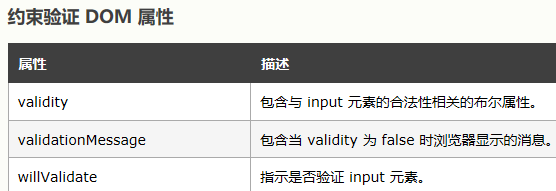 约束验证 DOM 属性
属性 描述
validity 包含与 input 元素的合法性相关的布尔属性。
validationMessage 包含当 validity 为 false 时浏览器显示的消息。
willValidate 指示是否验证 input 元素。